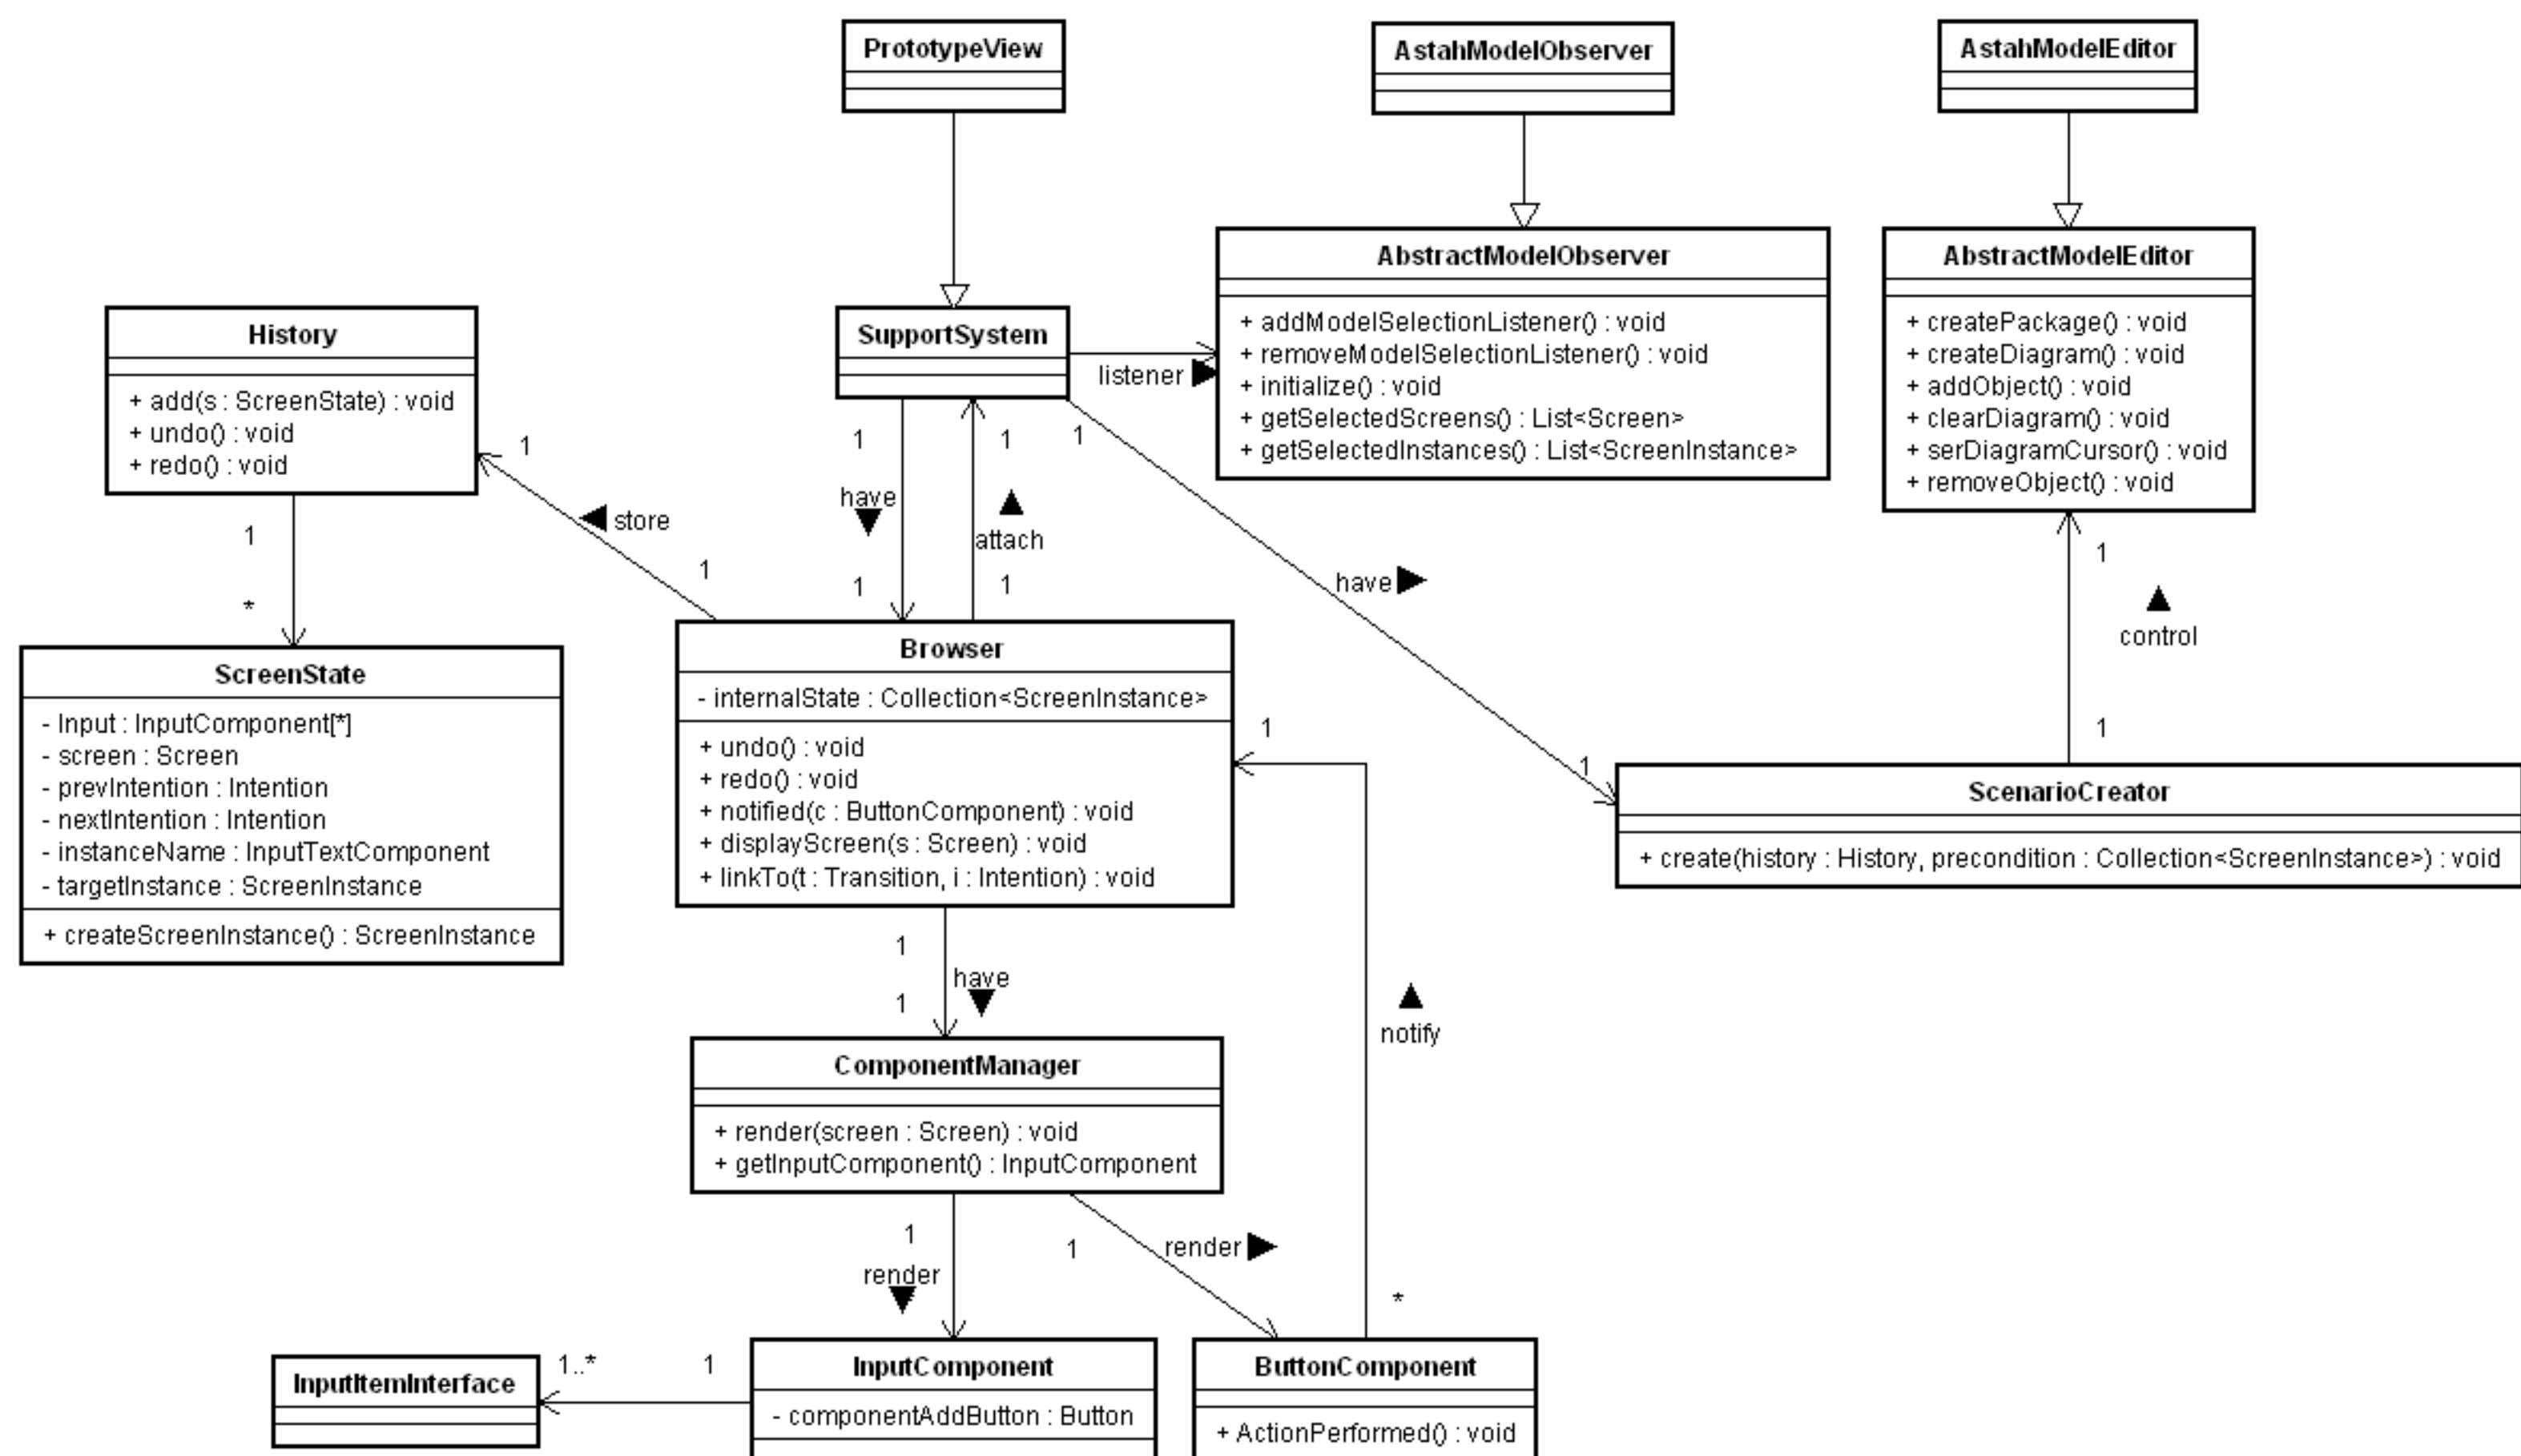 PrototypeView
AstahModelObserver
AstahModelEditor
AbstractModelObserver
+ addModelSelectionListener() : void
+ removeModelSelectionListener() : void
+ initialize() : void
+ getSelectedScreens() : List<Screen>
+ getSelectedInstances() : List<ScreenInstance>
AbstractModelEditor
+ createPackage() : void
+ createDiagram() : void
+ addObject() : void
+ clearDiagram() : void
+ serDiagramCursor() : void
+ removeObject() : void
History
+ add(s : ScreenState) : void
+ undo() : void
+ redo() : void
SupportSystem
listener
1
1
1
1
have
attach
store
1
1
1
1
*
have
1
control
1
1
1
ScreenState
- Input : InputComponent[*]
- screen : Screen
- prevIntention : Intention
- nextIntention : Intention
- instanceName : InputTextComponent
- targetInstance : ScreenInstance
+ createScreenInstance() : ScreenInstance
Browser
- internalState : Collection<ScreenInstance>
+ undo() : void
+ redo() : void
+ notified(c : ButtonComponent) : void
+ displayScreen(s : Screen) : void
+ linkTo(t : Transition, i : Intention) : void
1
ScenarioCreator
+ create(history : History, precondition : Collection<ScreenInstance>) : void
1
have
1
notify
ComponentManager
+ render(screen : Screen) : void
+ getInputComponent() : InputComponent
1
render
1
render
*
InputItemInterface
1..*
1
InputComponent
- componentAddButton : Button
ButtonComponent
+ ActionPerformed() : void